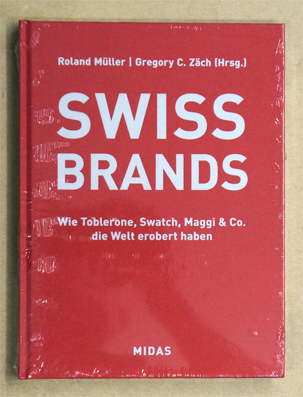 Roland Müller | Gregory C. Zäch (Hrsg.)
SWISS
BRANDS
Wie Toblerone, Swatch, Maggi & Co.
die Welt erobert haben
MIDAS